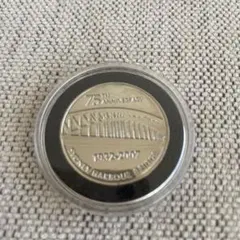 75TH
ANNIVERSARY
1932-2007
SYDNEY HARBOUR BRIDGE